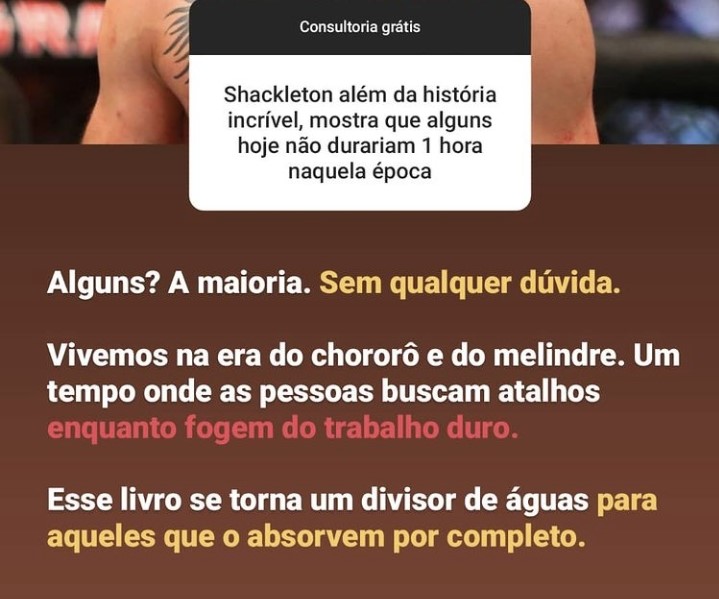 Consultoria grátis
Shackleton além da história
incrível, mostra que alguns
hoje não durariam 1 hora
naquela época
Alguns? A maioria. Sem qualquer dúvida.
Vivemos na era do chororô e do melindre. Um
tempo onde as pessoas buscam atalhos
enquanto fogem do trabalho duro.
Esse livro se torna um divisor de águas para
aqueles que o absorvem por completo.